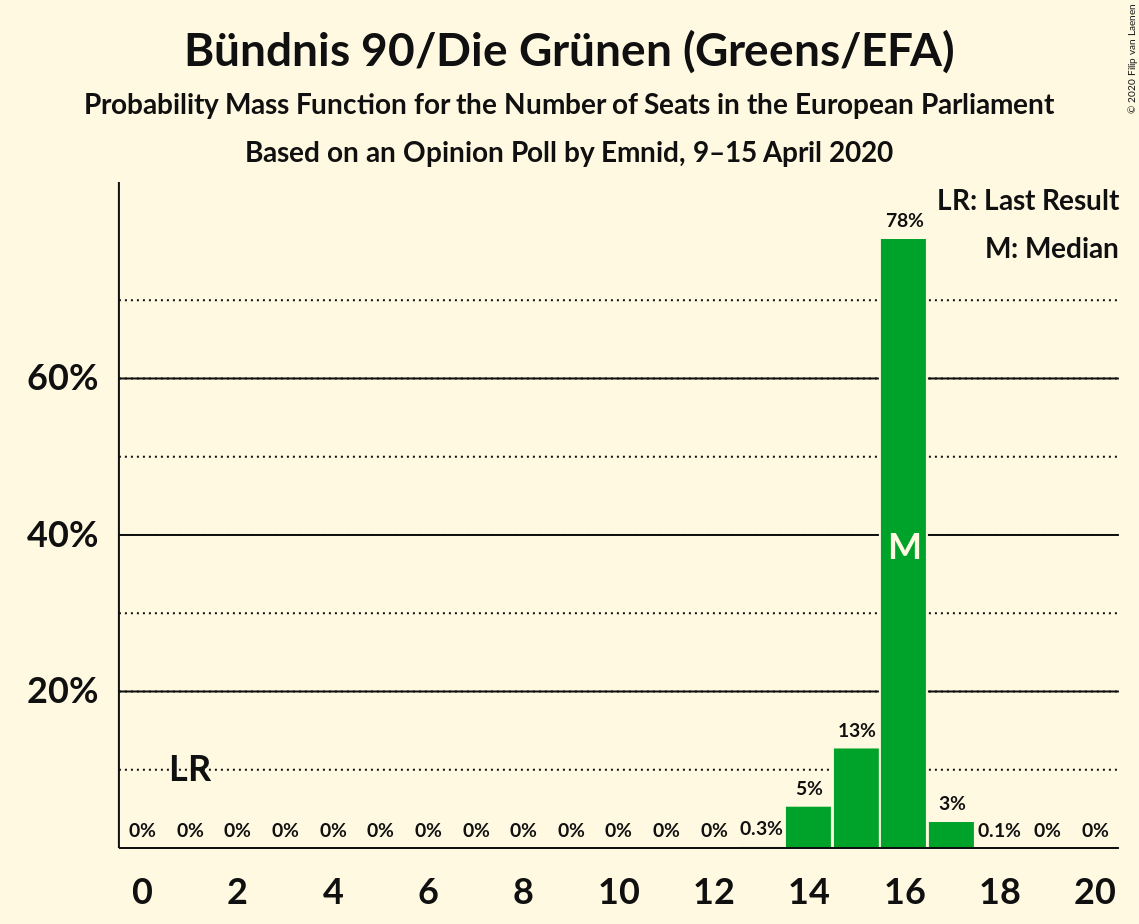 Bündnis 90/Die Grünen (Greens/EFA)
Probability Mass Function for the Number of Seats in the European Parliament
Based on an Opinion Poll by Emnid, 9–15 April 2020
© 2020 Filip van Laenen
LR: Last Result
M: Median
78%
60%
40%
M
20%
13%
LR
5%
3%
0% 0% 0% 0% 0% 0% 0% 0% 0% 0% 0% 0% 0% 0.3% 0.1% 0% 0%
0 2 4 6 8 10 12 14 16 18 20